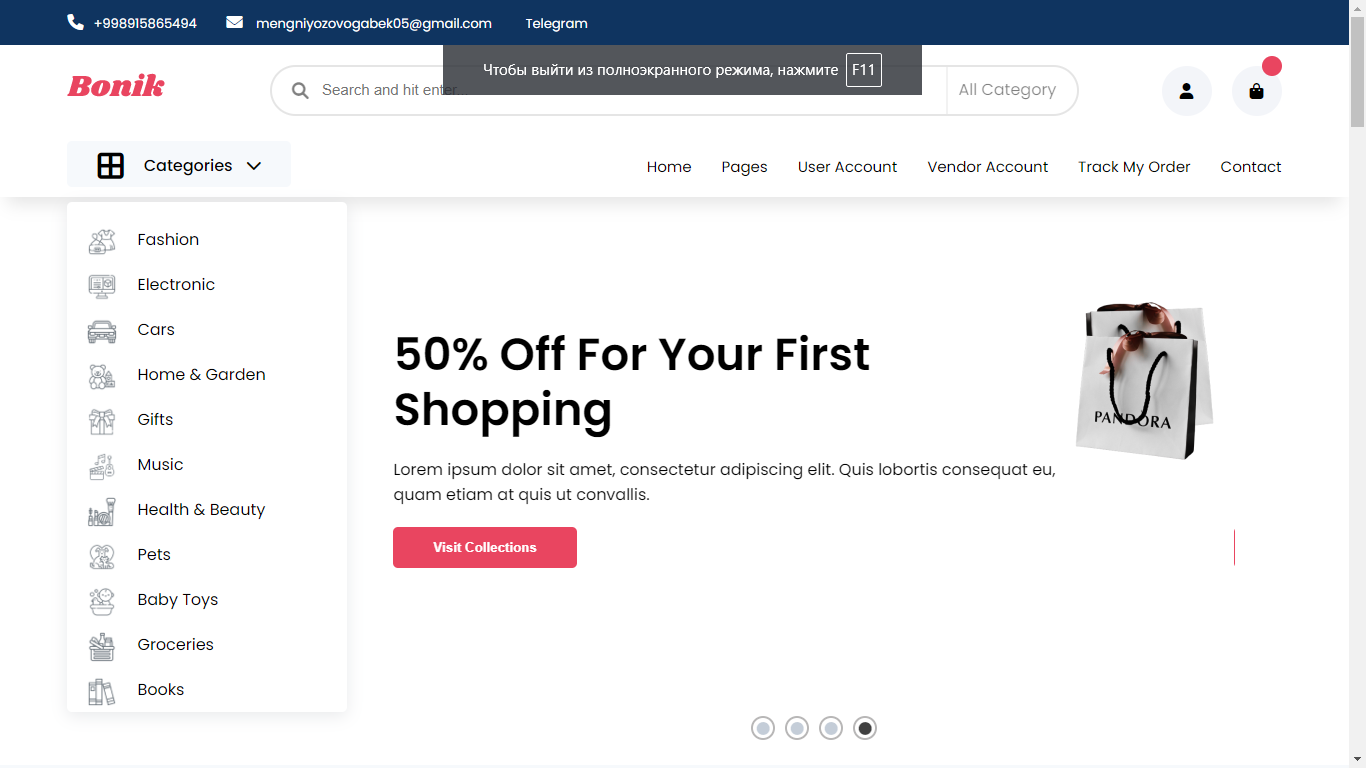 +998915865494 mengniyozovogabek05@gmail.com Telegram
Чтобы выйти из полноэкранного режима, нажмите F11
Bonik
Search and hit enter...
All Category
Categories
Home Pages User Account Vendor Account Track My Order Contact
Fashion
Electronic
Cars
Home & Garden
Gifts
Music
Health & Beauty
Pets
Baby Toys
Groceries
Books
50% Off For Your First
Shopping
Lorem ipsum dolor sit amet, consectetur adipiscing elit. Quis lobortis consequat eu,
quam etiam at quis ut convallis.
Visit Collections
PANDORA